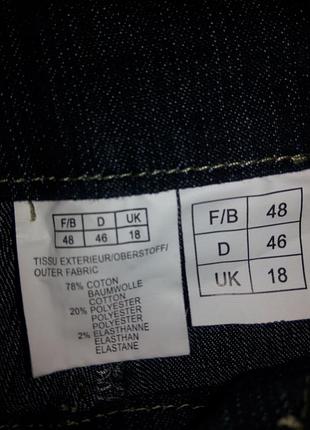 F/B D UK
48 46 18
TISSU EXTERIEUR/OBERSTOFF/
OUTER FABRIC
78% COTON
BAUMWOLLE
COTTON
20% POLYESTER
POLYESTER
POLYESTER
2% ELASTHANNE
ELASTHAN
ELASTANE
F/B 48
D 46
UK 18